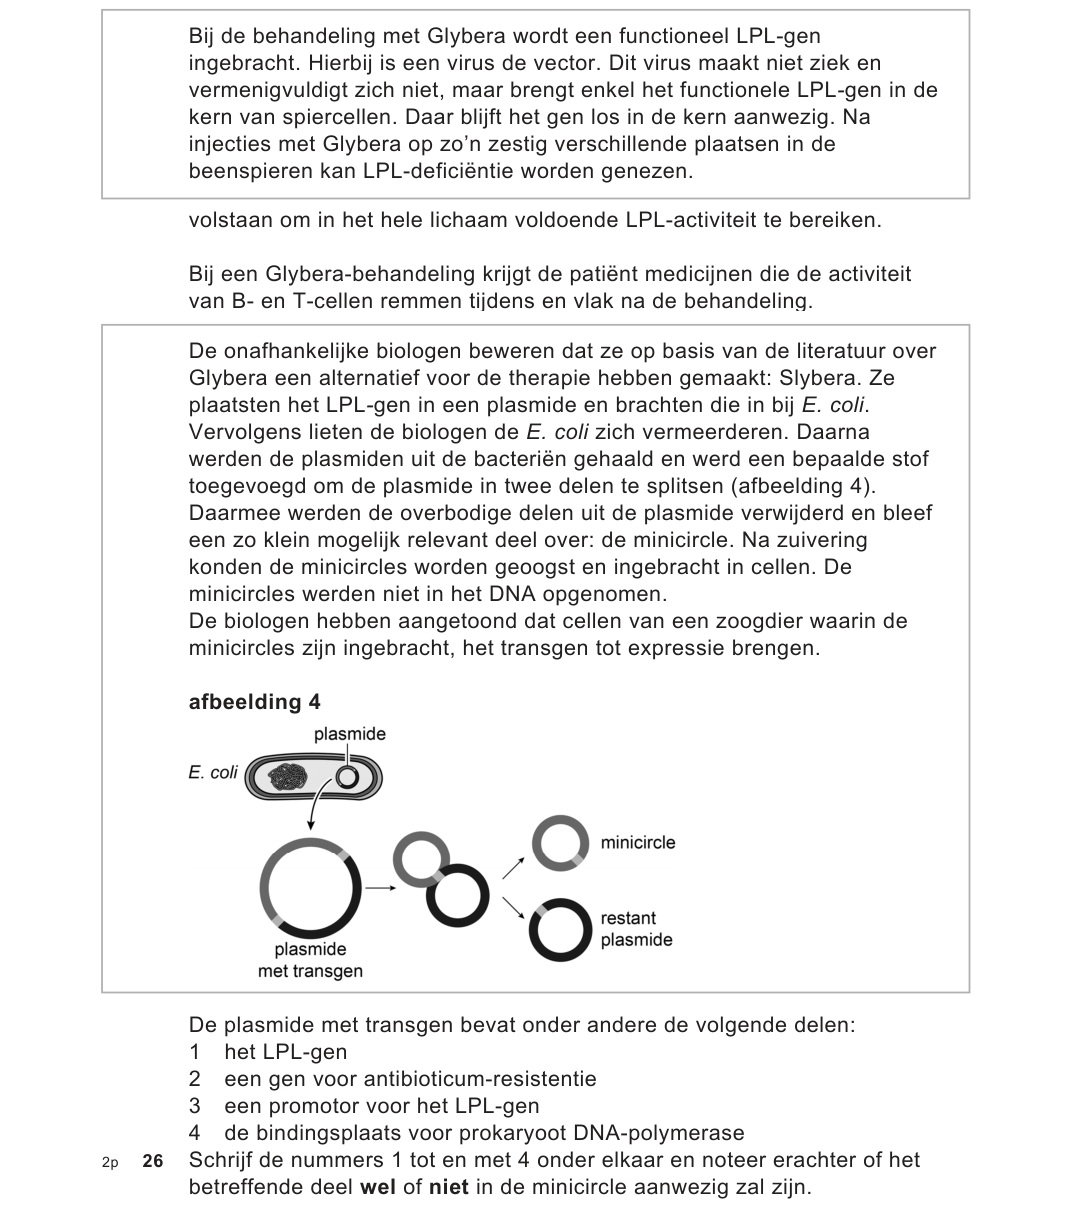 Bij de behandeling met Glybera wordt een functioneel LPL-gen
ingebracht. Hierbij is een virus de vector. Dit virus maakt niet ziek en
vermenigvuldigt zich niet, maar brengt enkel het functionele LPL-gen in de
kern van spiercellen. Daar blijft het gen los in de kern aanwezig. Na
injecties met Glybera op zo’n zestig verschillende plaatsen in de
beenspieren kan LPL-deficiëntie worden genezen.
volstaan om in het hele lichaam voldoende LPL-activiteit te bereiken.
Bij een Glybera-behandeling krijgt de patiënt medicijnen die de activiteit
van B- en T-cellen remmen tijdens en vlak na de behandeling.
De onafhankelijke biologen beweren dat ze op basis van de literatuur over
Glybera een alternatief voor de therapie hebben gemaakt: Slybera. Ze
plaatsten het LPL-gen in een plasmide en brachten die in bij E. coli.
Vervolgens lieten de biologen de E. coli zich vermeerderen. Daarna
werden de plasmiden uit de bacteriën gehaald en werd een bepaalde stof
toegevoegd om de plasmide in twee delen te splitsen (afbeelding 4).
Daarmee werden de overbodige delen uit de plasmide verwijderd en bleef
een zo klein mogelijk relevant deel over: de minicircle. Na zuivering
konden de minicircles worden geoogst en ingebracht in cellen. De
minicircles werden niet in het DNA opgenomen.
De biologen hebben aangetoond dat cellen van een zoogdier waarin de
minicircles zijn ingebracht, het transgen tot expressie brengen.
afbeelding 4
plasmide
E. coli
minicircle
restant
plasmide
plasmide
met transgen
De plasmide met transgen bevat onder andere de volgende delen:
1 het LPL-gen
2 een gen voor antibioticum-resistentie
3 een promotor voor het LPL-gen
4 de bindingsplaats voor prokaryoot DNA-polymerase
2p 26 Schrijf de nummers 1 tot en met 4 onder elkaar en noteer erachter of het
betreffende deel wel of niet in de minicircle aanwezig zal zijn.